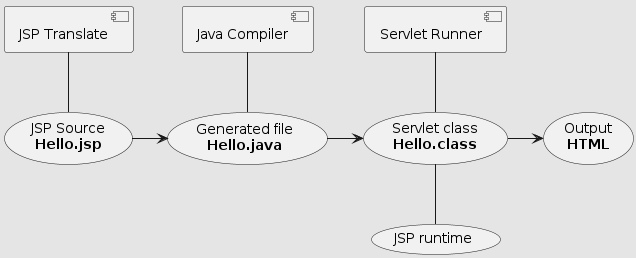 JSP Translate
Java Compiler
Servlet Runner
JSP Source
Hello.jsp
Generated file
Hello.java
Servlet class
Hello.class
Output
HTML
JSP runtime